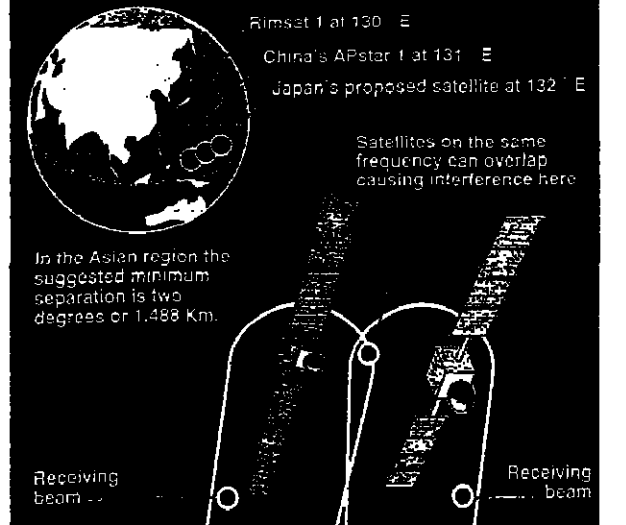 Rimsat 1 at 130° E
China's APstar 1 at 131° E
Japan's proposed satellite at 132° E
Satellites on the same
frequency can overlap
causing interference here
In the Asian region the
suggested minimum
separation is two
degrees or 1,488 Km.
Receiving
beam
Receiving
beam